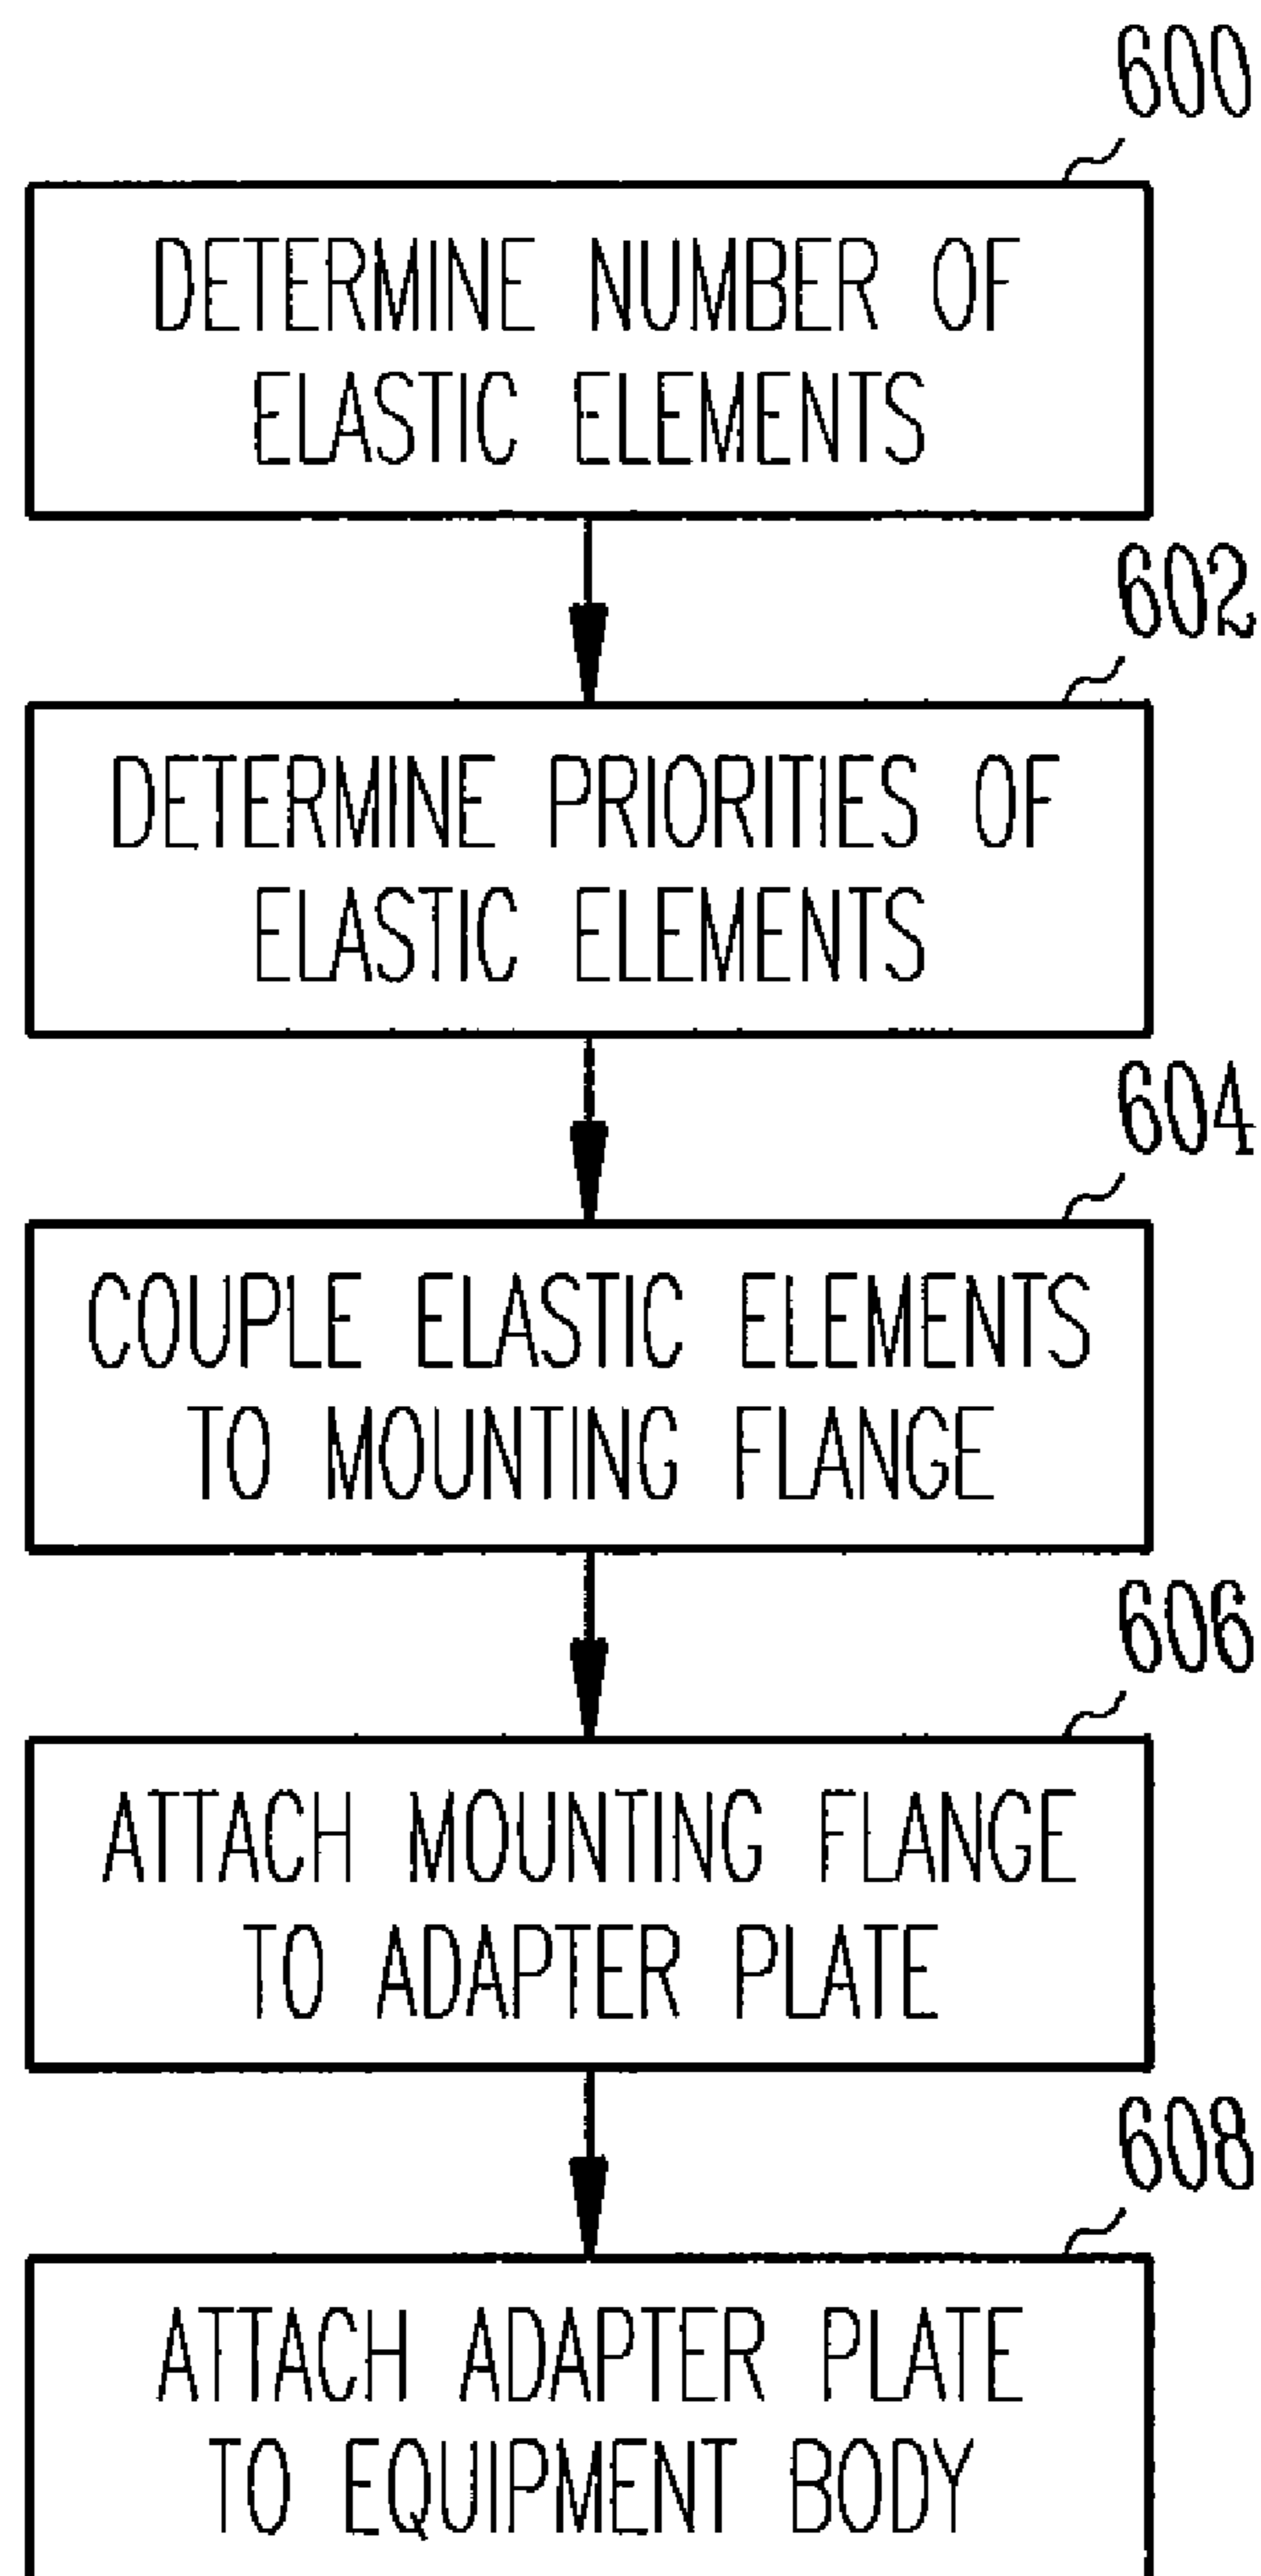 600
DETERMINE NUMBER OF
ELASTIC ELEMENTS
602
DETERMINE PRIORITIES OF
ELASTIC ELEMENTS
604
COUPLE ELASTIC ELEMENTS
TO MOUNTING FLANGE
606
ATTACH MOUNTING FLANGE
TO ADAPTER PLATE
608
ATTACH ADAPTER PLATE
TO EQUIPMENT BODY